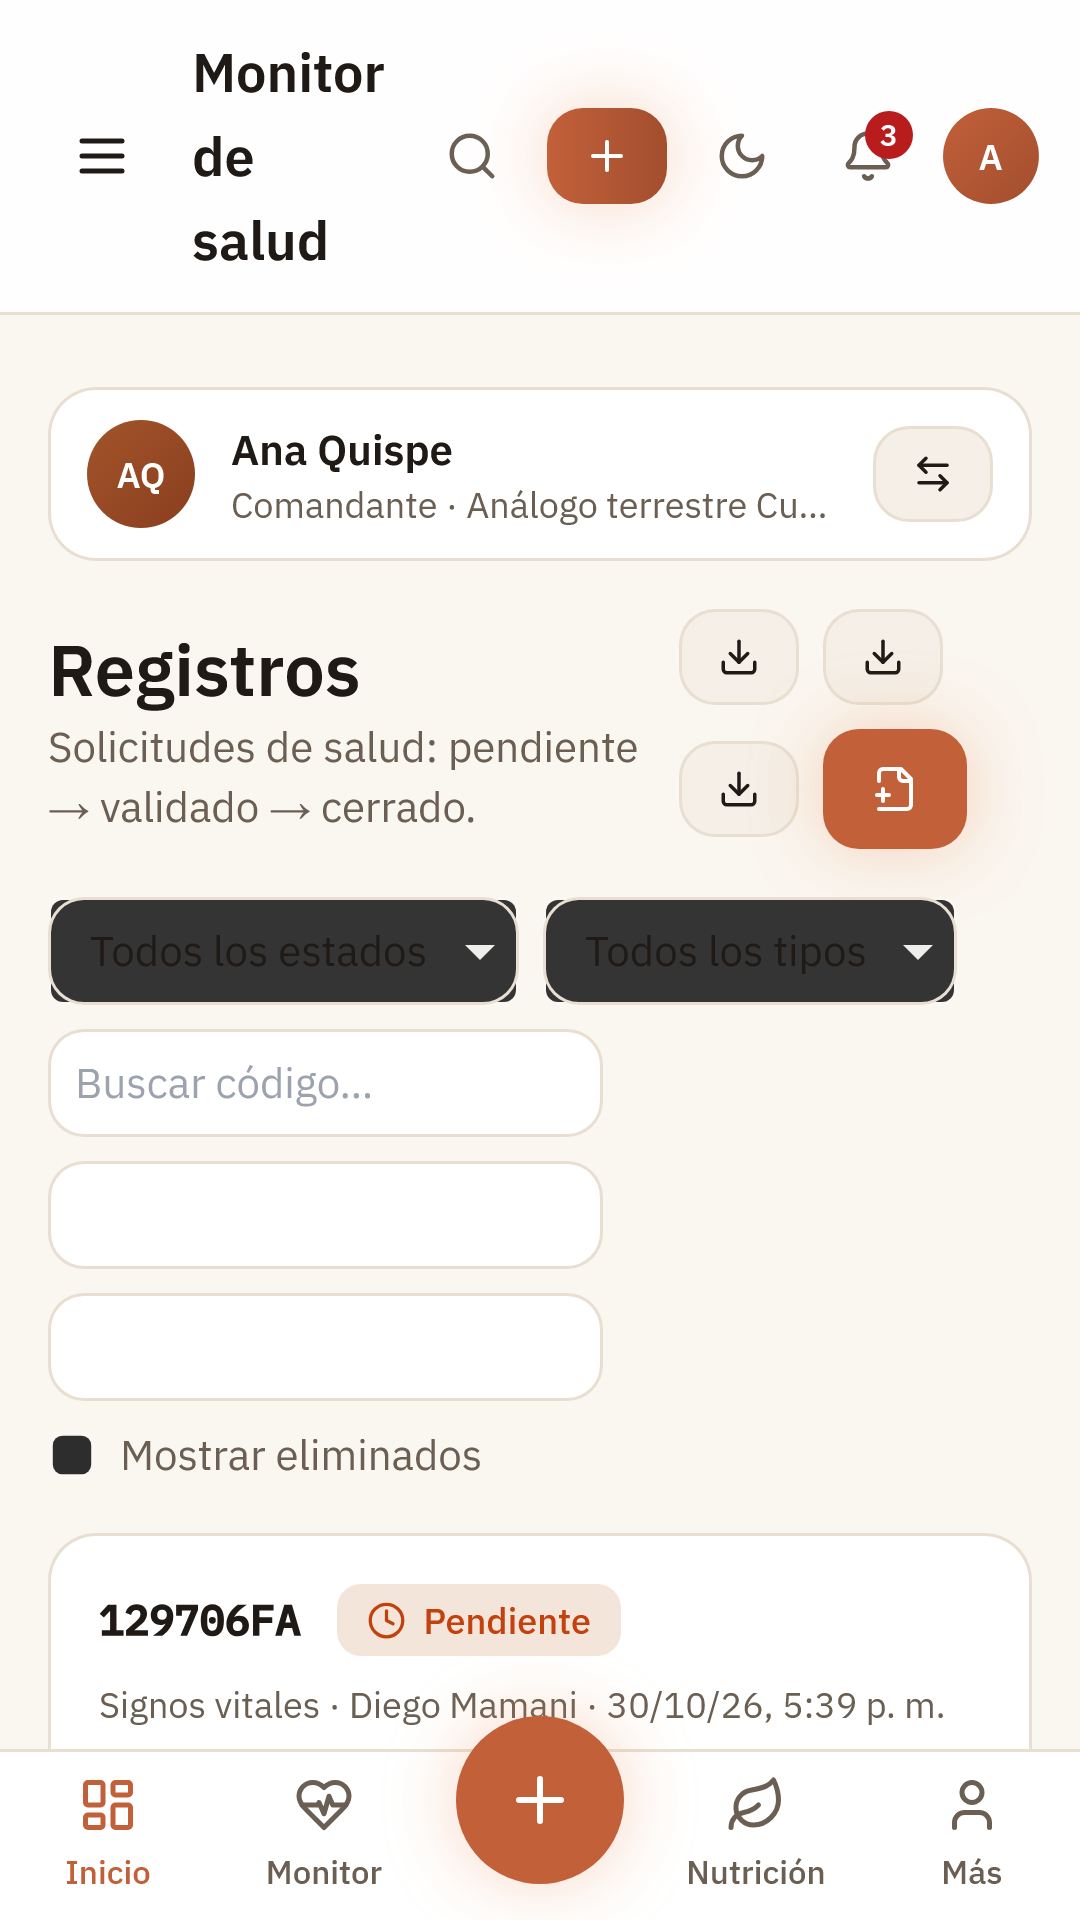 Monitor
de
salud
3
A
AQ
Ana Quispe
Comandante · Análogo terrestre Cu...
Registros
Solicitudes de salud: pendiente
→ validado → cerrado.
Todos los estados
Todos los tipos
Buscar código...
Mostrar eliminados
129706FA
Pendiente
Signos vitales · Diego Mamani · 30/10/26, 5:39 p. m.
Inicio
Monitor
Nutrición
Más